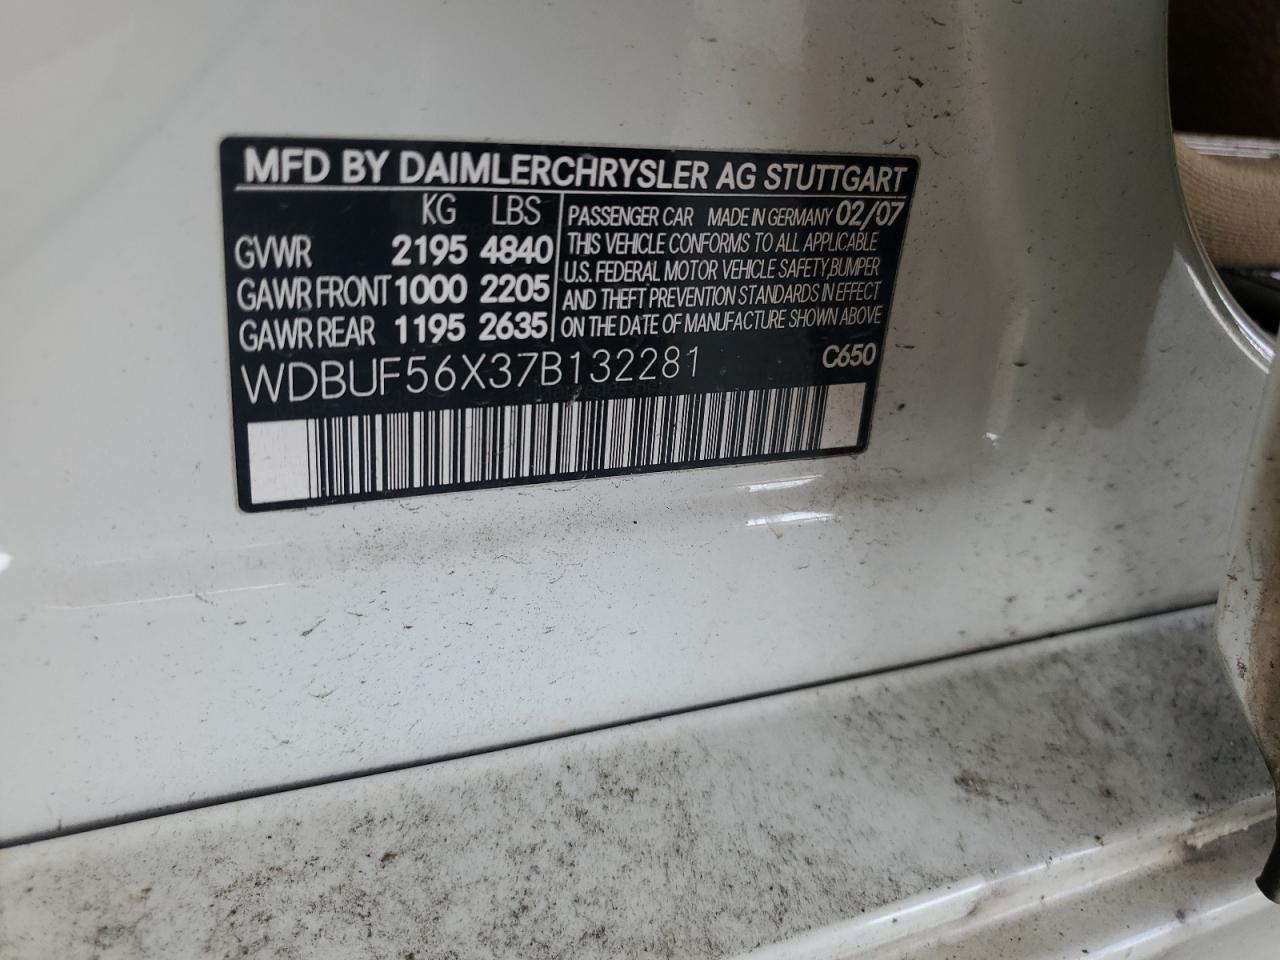 MFD BY DAIMLERCHRYSLER AG STUTTGART
KG LBS
GVWR 2195 4840
GAWR FRONT 1000 2205
GAWR REAR 1195 2635
PASSENGER CAR MADE IN GERMANY 02/07
THIS VEHICLE CONFORMS TO ALL APPLICABLE
U.S. FEDERAL MOTOR VEHICLE SAFETY,BUMPER
AND THEFT PREVENTION STANDARDS IN EFFECT
ON THE DATE OF MANUFACTURE SHOWN ABOVE
WDBUF56X37B132281 C650